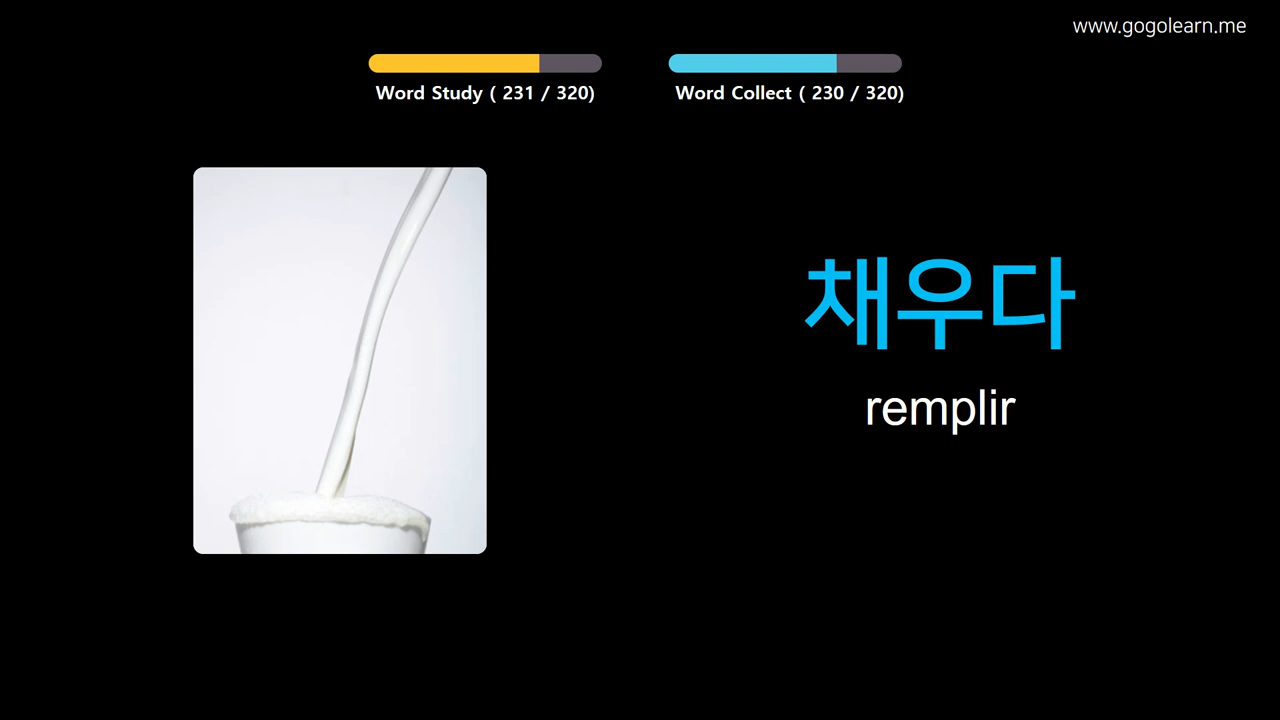 www.gogolearn.me
Word Study ( 231 / 320)
Word Collect ( 230 / 320)
채우다
remplir